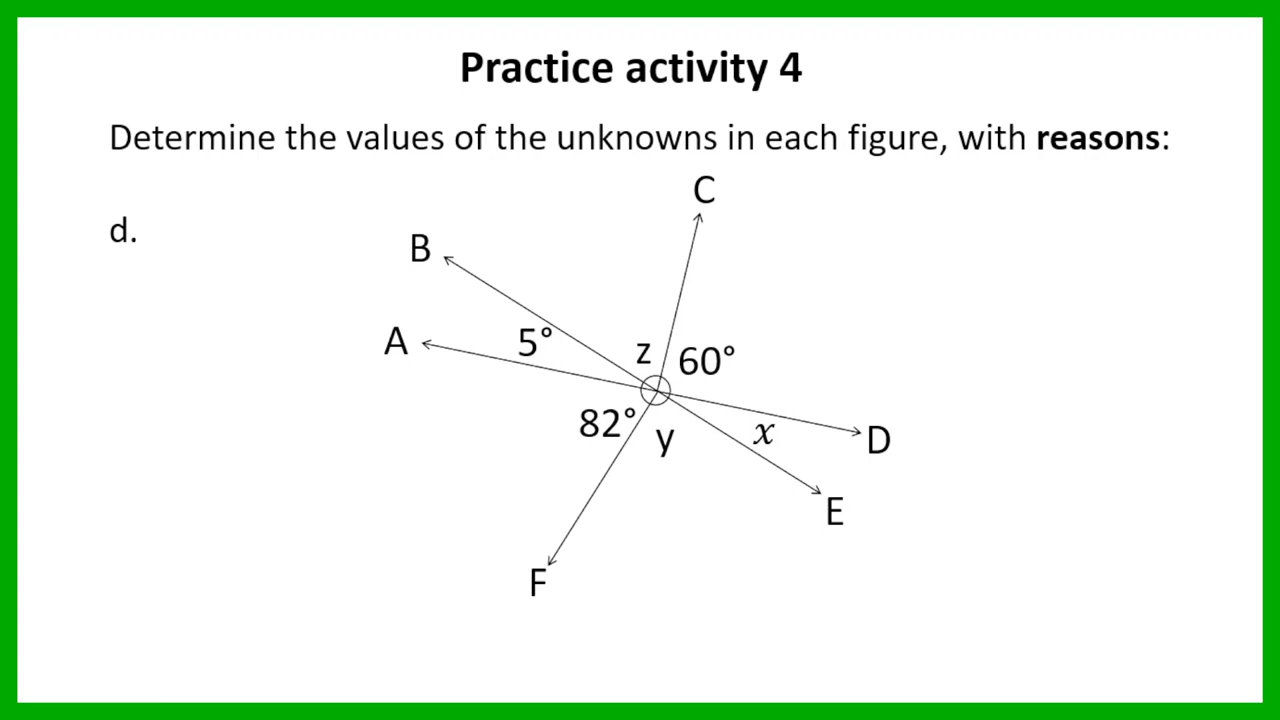 Practice activity 4
Determine the values of the unknowns in each figure, with reasons:
C
d.
B
A
5°
z
60°
82°
y
x
D
E
F